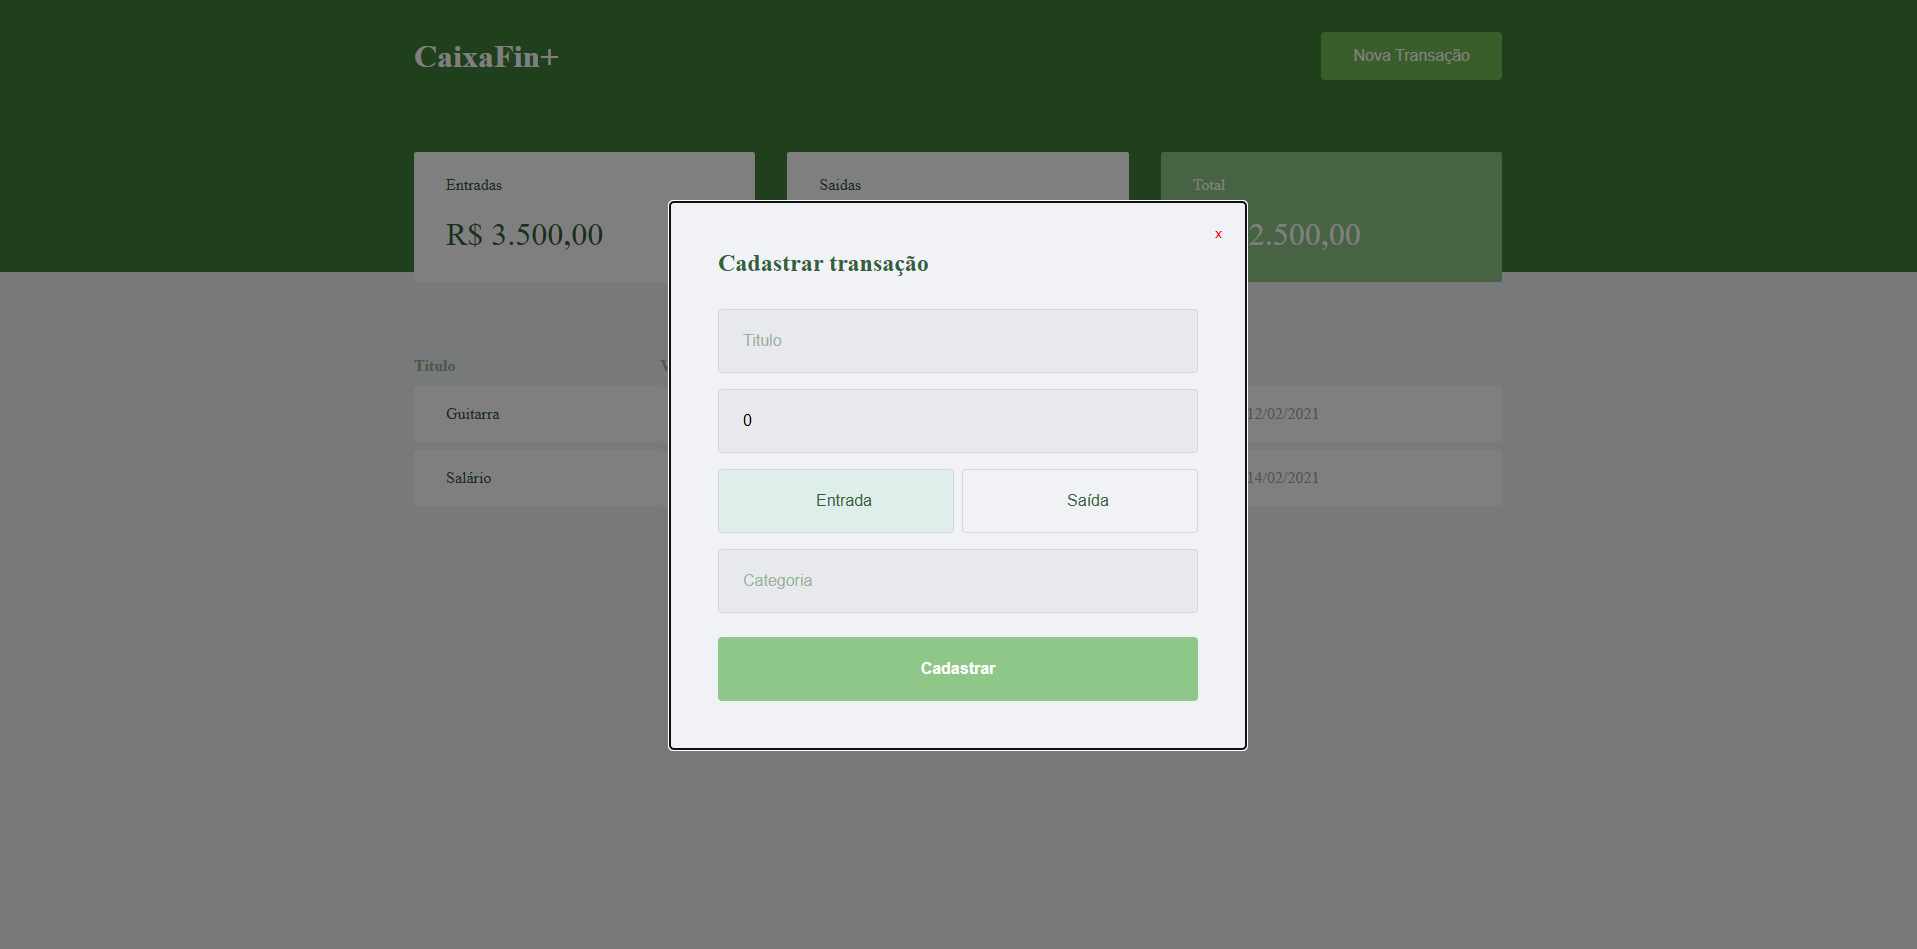 CaixaFin+
Nova Transação
Entradas
Saidas
Total
R$ 3.500,00
2.500,00
x
Cadastrar transação
Titulo
0
Entrada
Saída
Categoria
Cadastrar
Titulo
Guitarra
12/02/2021
Salário
14/02/2021